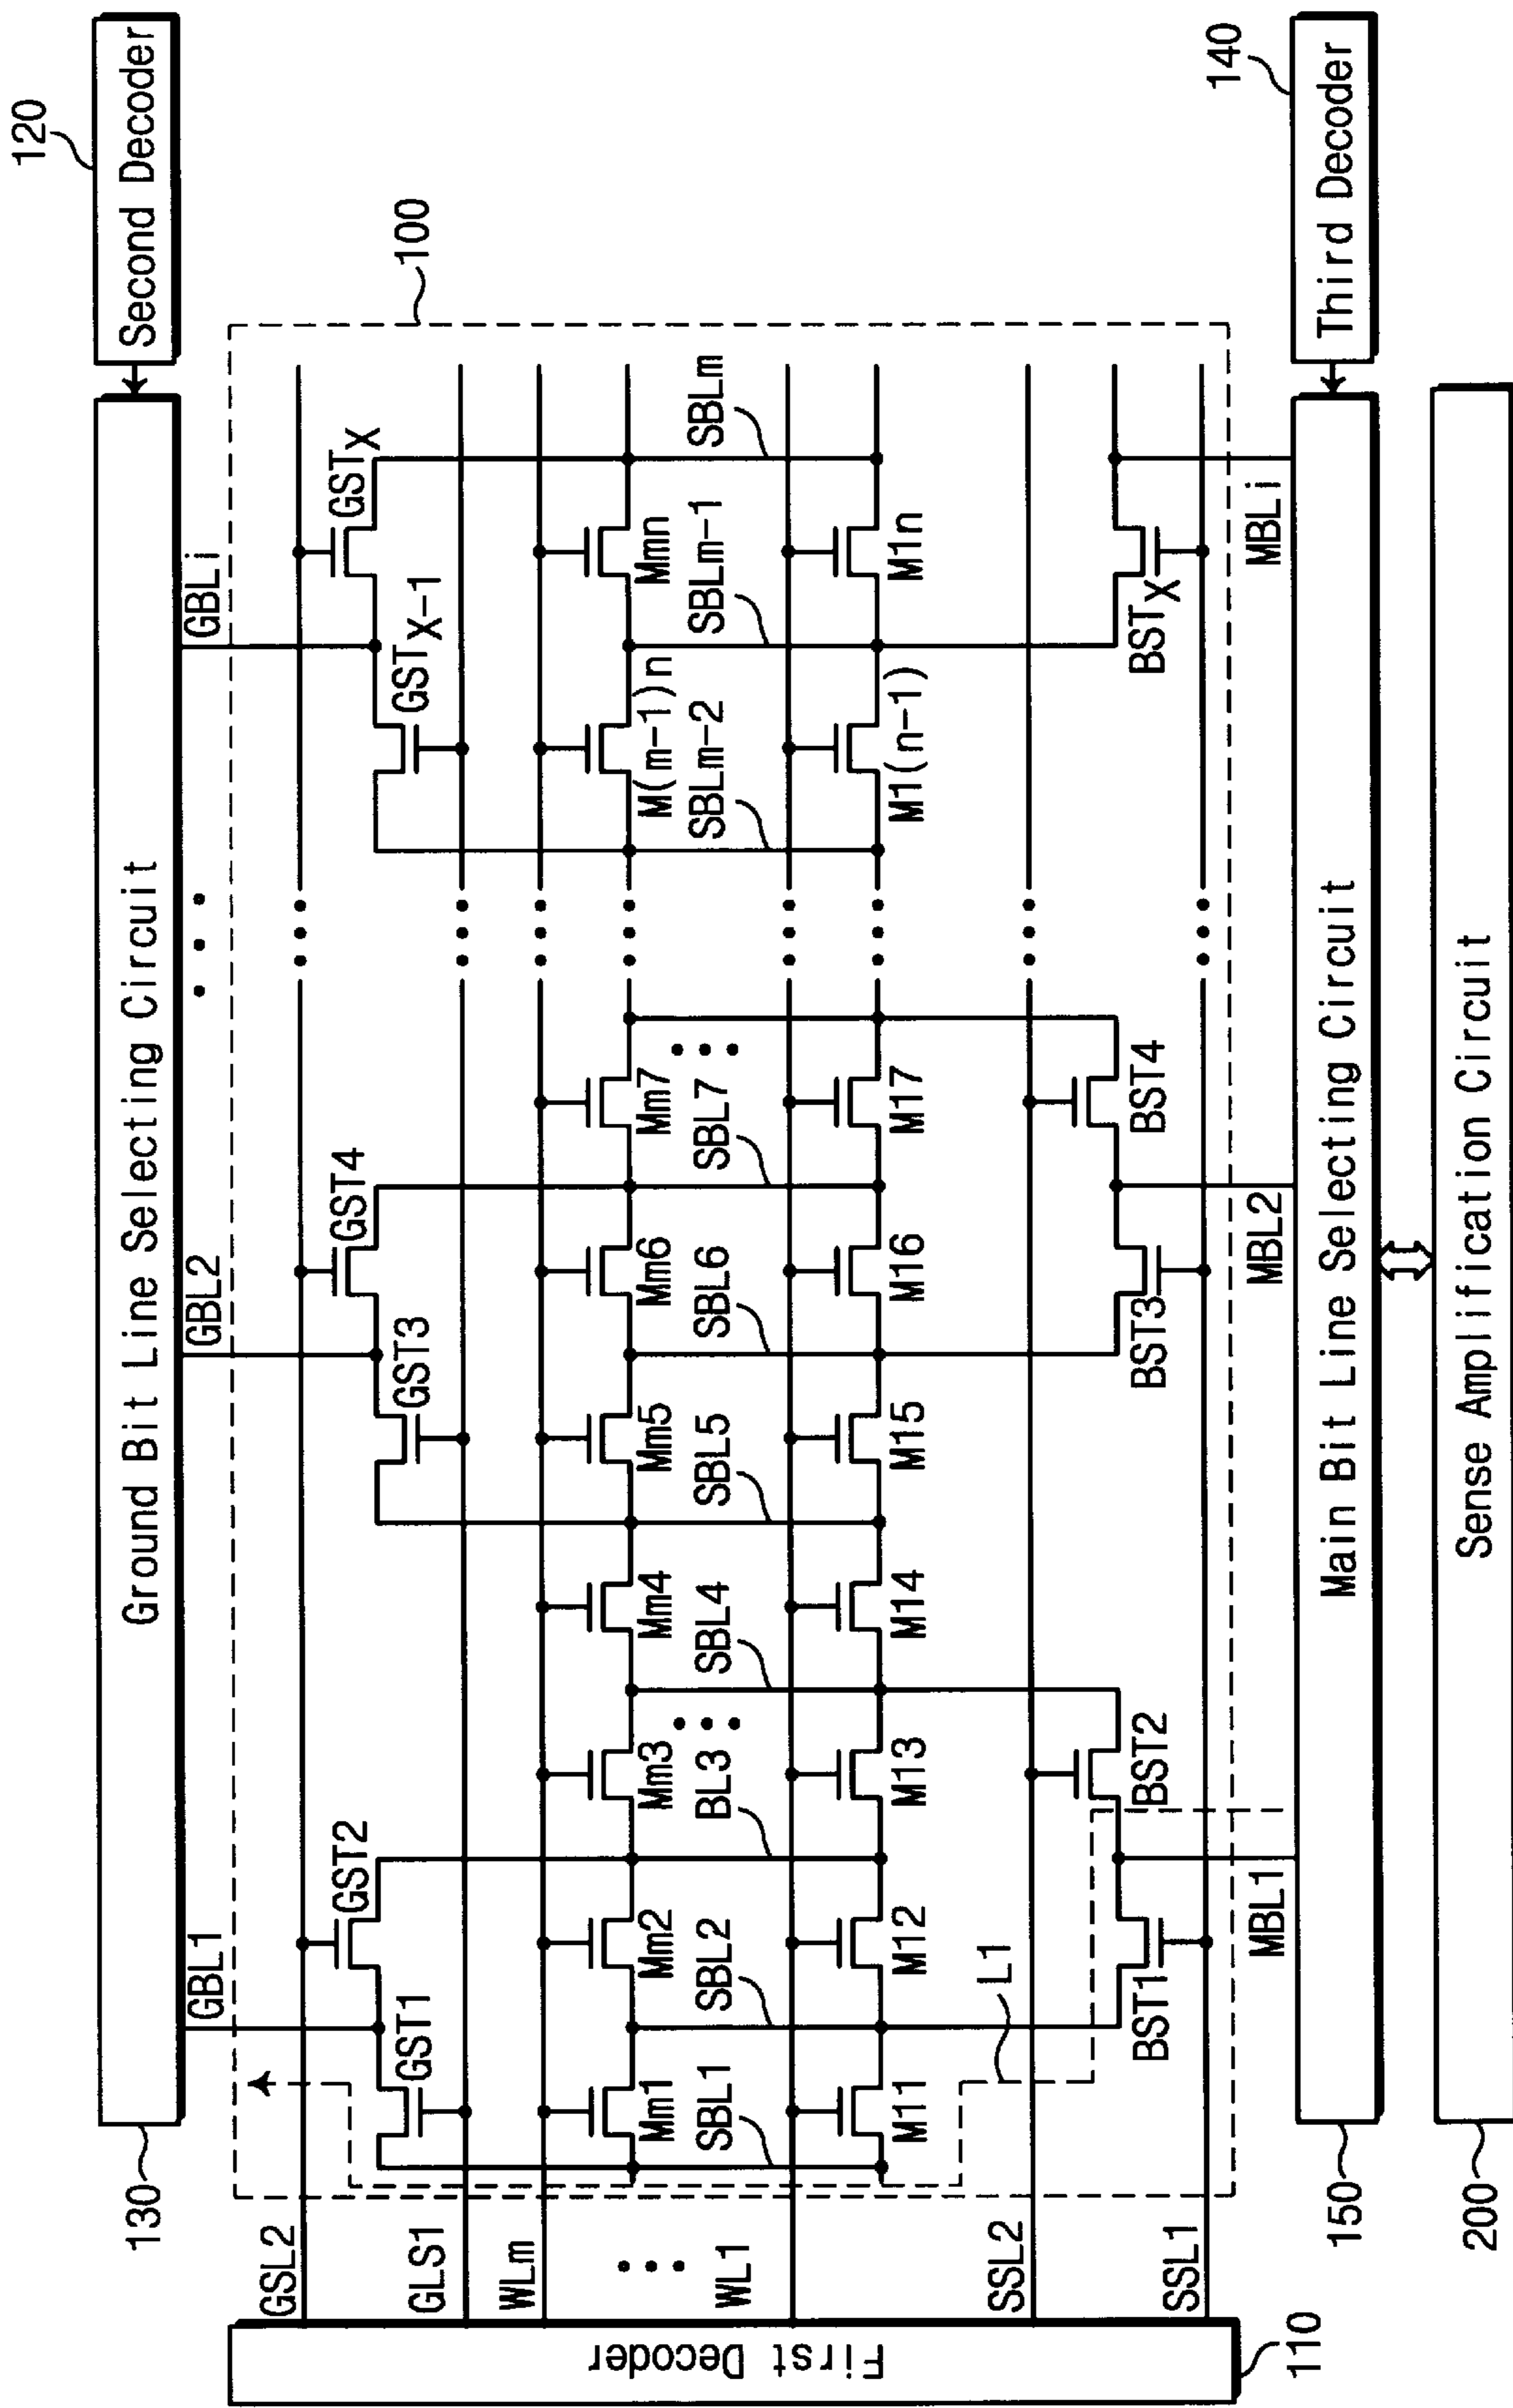 120
Second Decoder
130
Ground Bit Line Selecting Circuit
GBL1
GBL2
GBLi
100
GSL2
GST2
GST4
GSTX
GST1
GST3
GSTX-1
GLS1
WLm
Mm1
Mm2
Mm3
Mm4
Mm5
Mm6
Mm7
M(m-1)n
Mmn
SBL1
SBL2
BL3
SBL4
SBL5
SBL6
SBL7
SBLm-2
SBLm-1
SBLm
WL1
M11
M12
M13
M14
M15
M16
M17
M1(n-1)
M1n
L1
SSL2
BST1
BST2
BST3
BST4
BSTX
SSL1
First Decoder
110
MBL1
MBL2
MBLi
140
Third Decoder
150
Main Bit Line Selecting Circuit
200
Sense Amplification Circuit